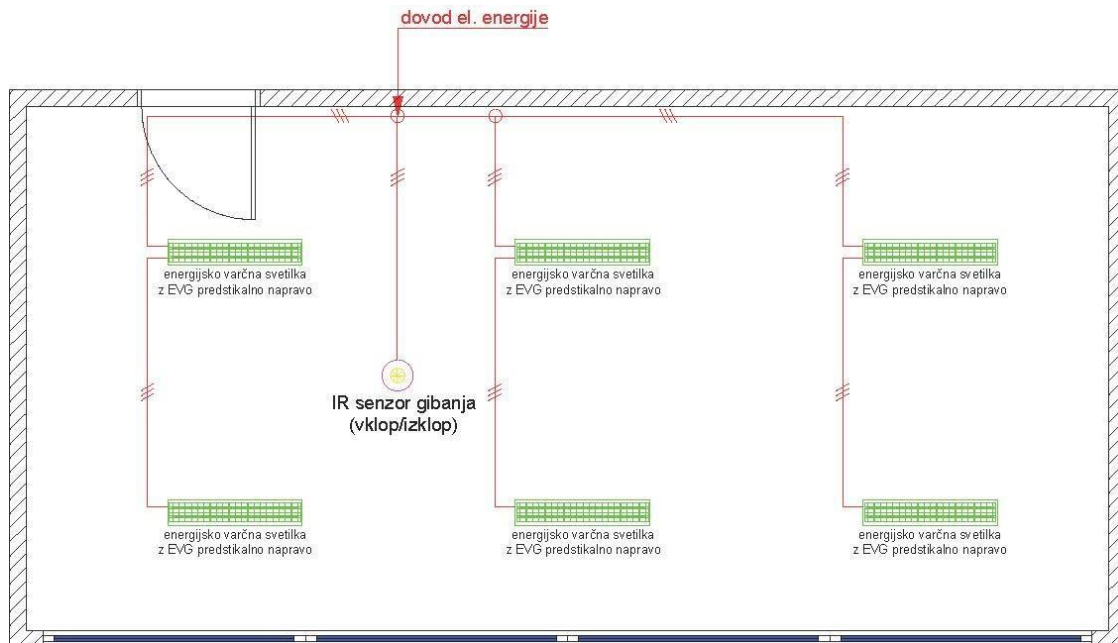 dovod el. energije
energijsko varčna svetilka
z EVG predstikalno napravo
energijsko varčna svetilka
z EVG predstikalno napravo
energijsko varčna svetilka
z EVG predstikalno napravo
IR senzor gibanja
(vklop/izklop)
energijsko varčna svetilka
z EVG predstikalno napravo
energijsko varčna svetilka
z EVG predstikalno napravo
energijsko varčna svetilka
z EVG predstikalno napravo